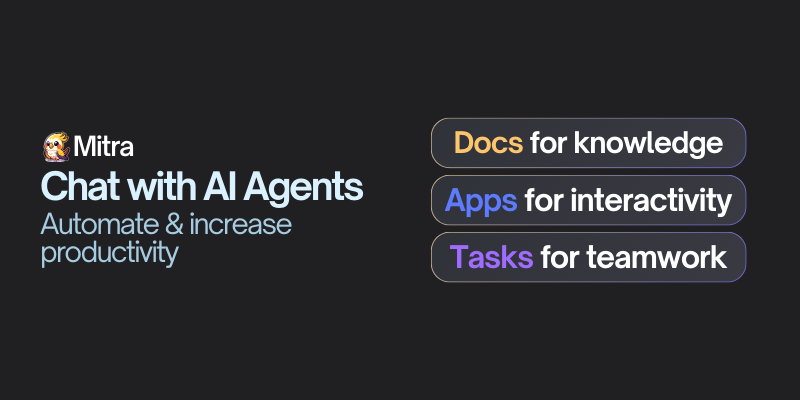 Mitra
Chat with AI Agents
Automate & increase
productivity
Docs for knowledge
Apps for interactivity
Tasks for teamwork